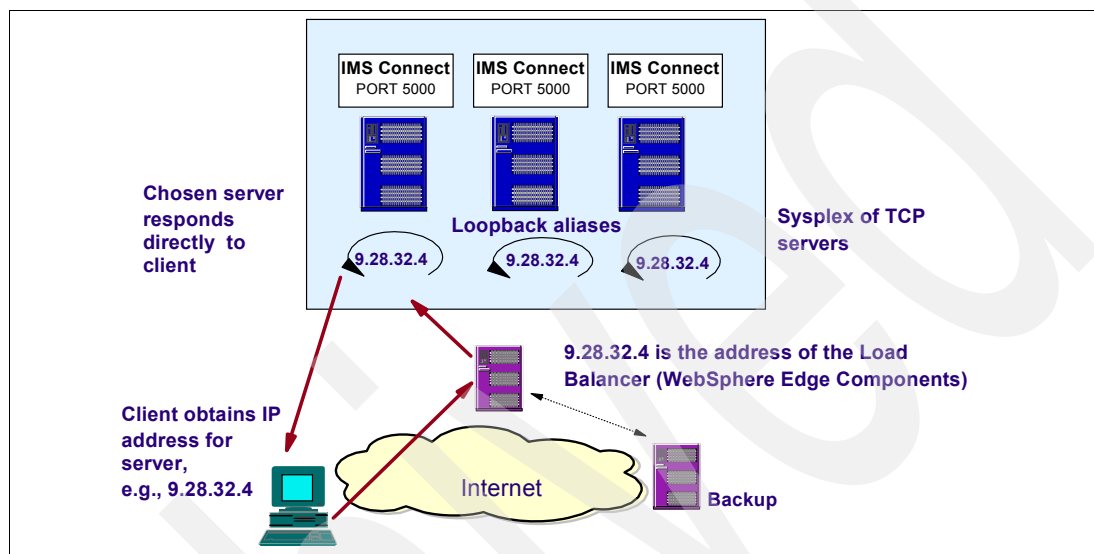 IMS Connect
PORT 5000
IMS Connect
PORT 5000
IMS Connect
PORT 5000
Chosen server
responds
directly to
client
Loopback aliases
Sysplex of TCP
servers
9.28.32.4
9.28.32.4
9.28.32.4
9.28.32.4 is the address of the Load
Balancer (WebSphere Edge Components)
Client obtains IP
address for
server,
e.g., 9.28.32.4
Internet
Backup